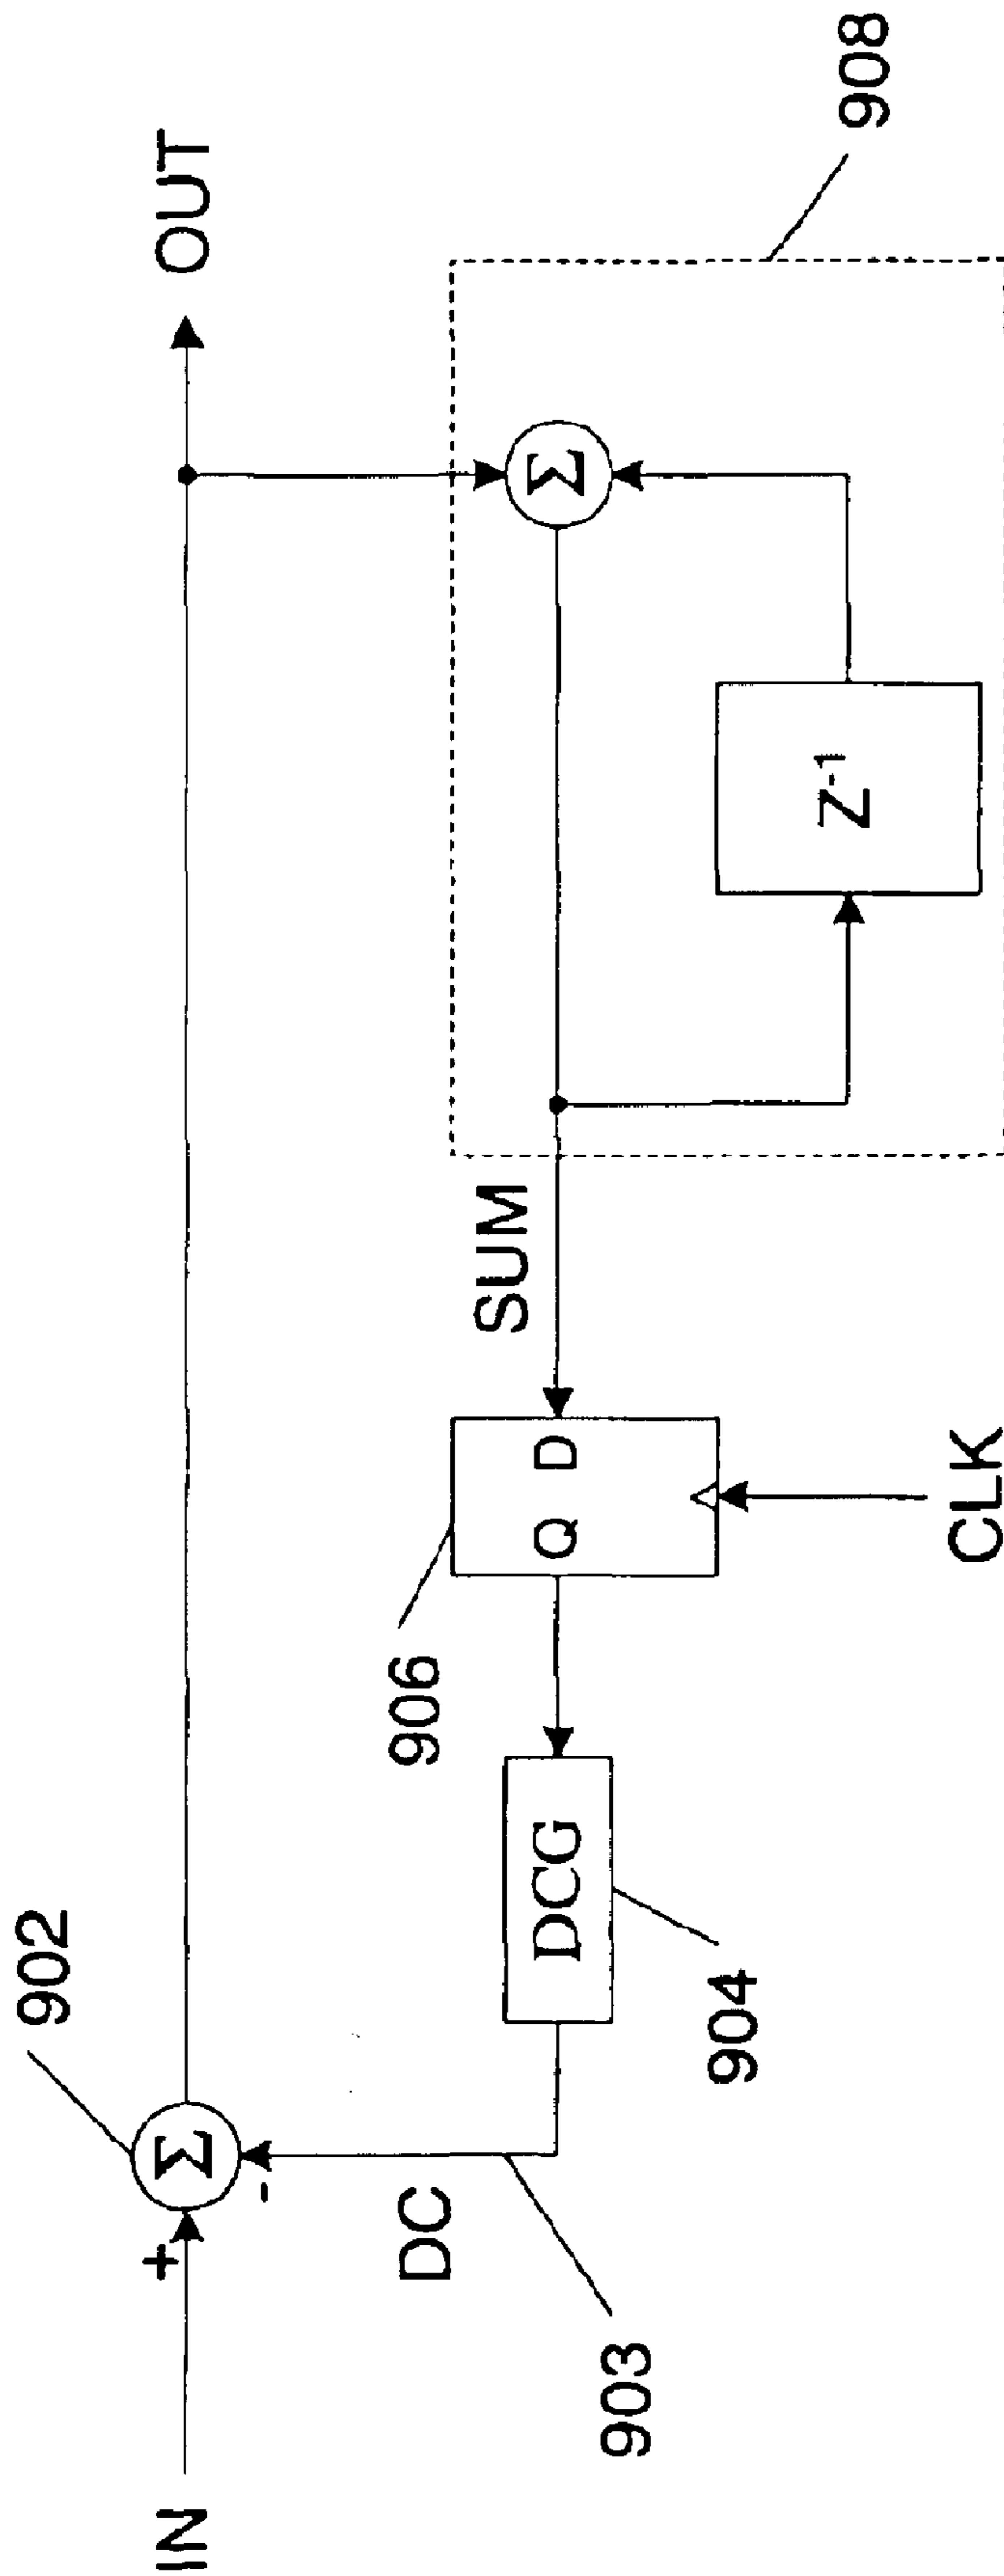 902
IN
+
Σ
-
OUT
DC
903
DCG
904
906
Q D
CLK
SUM
Σ
Z-1
908